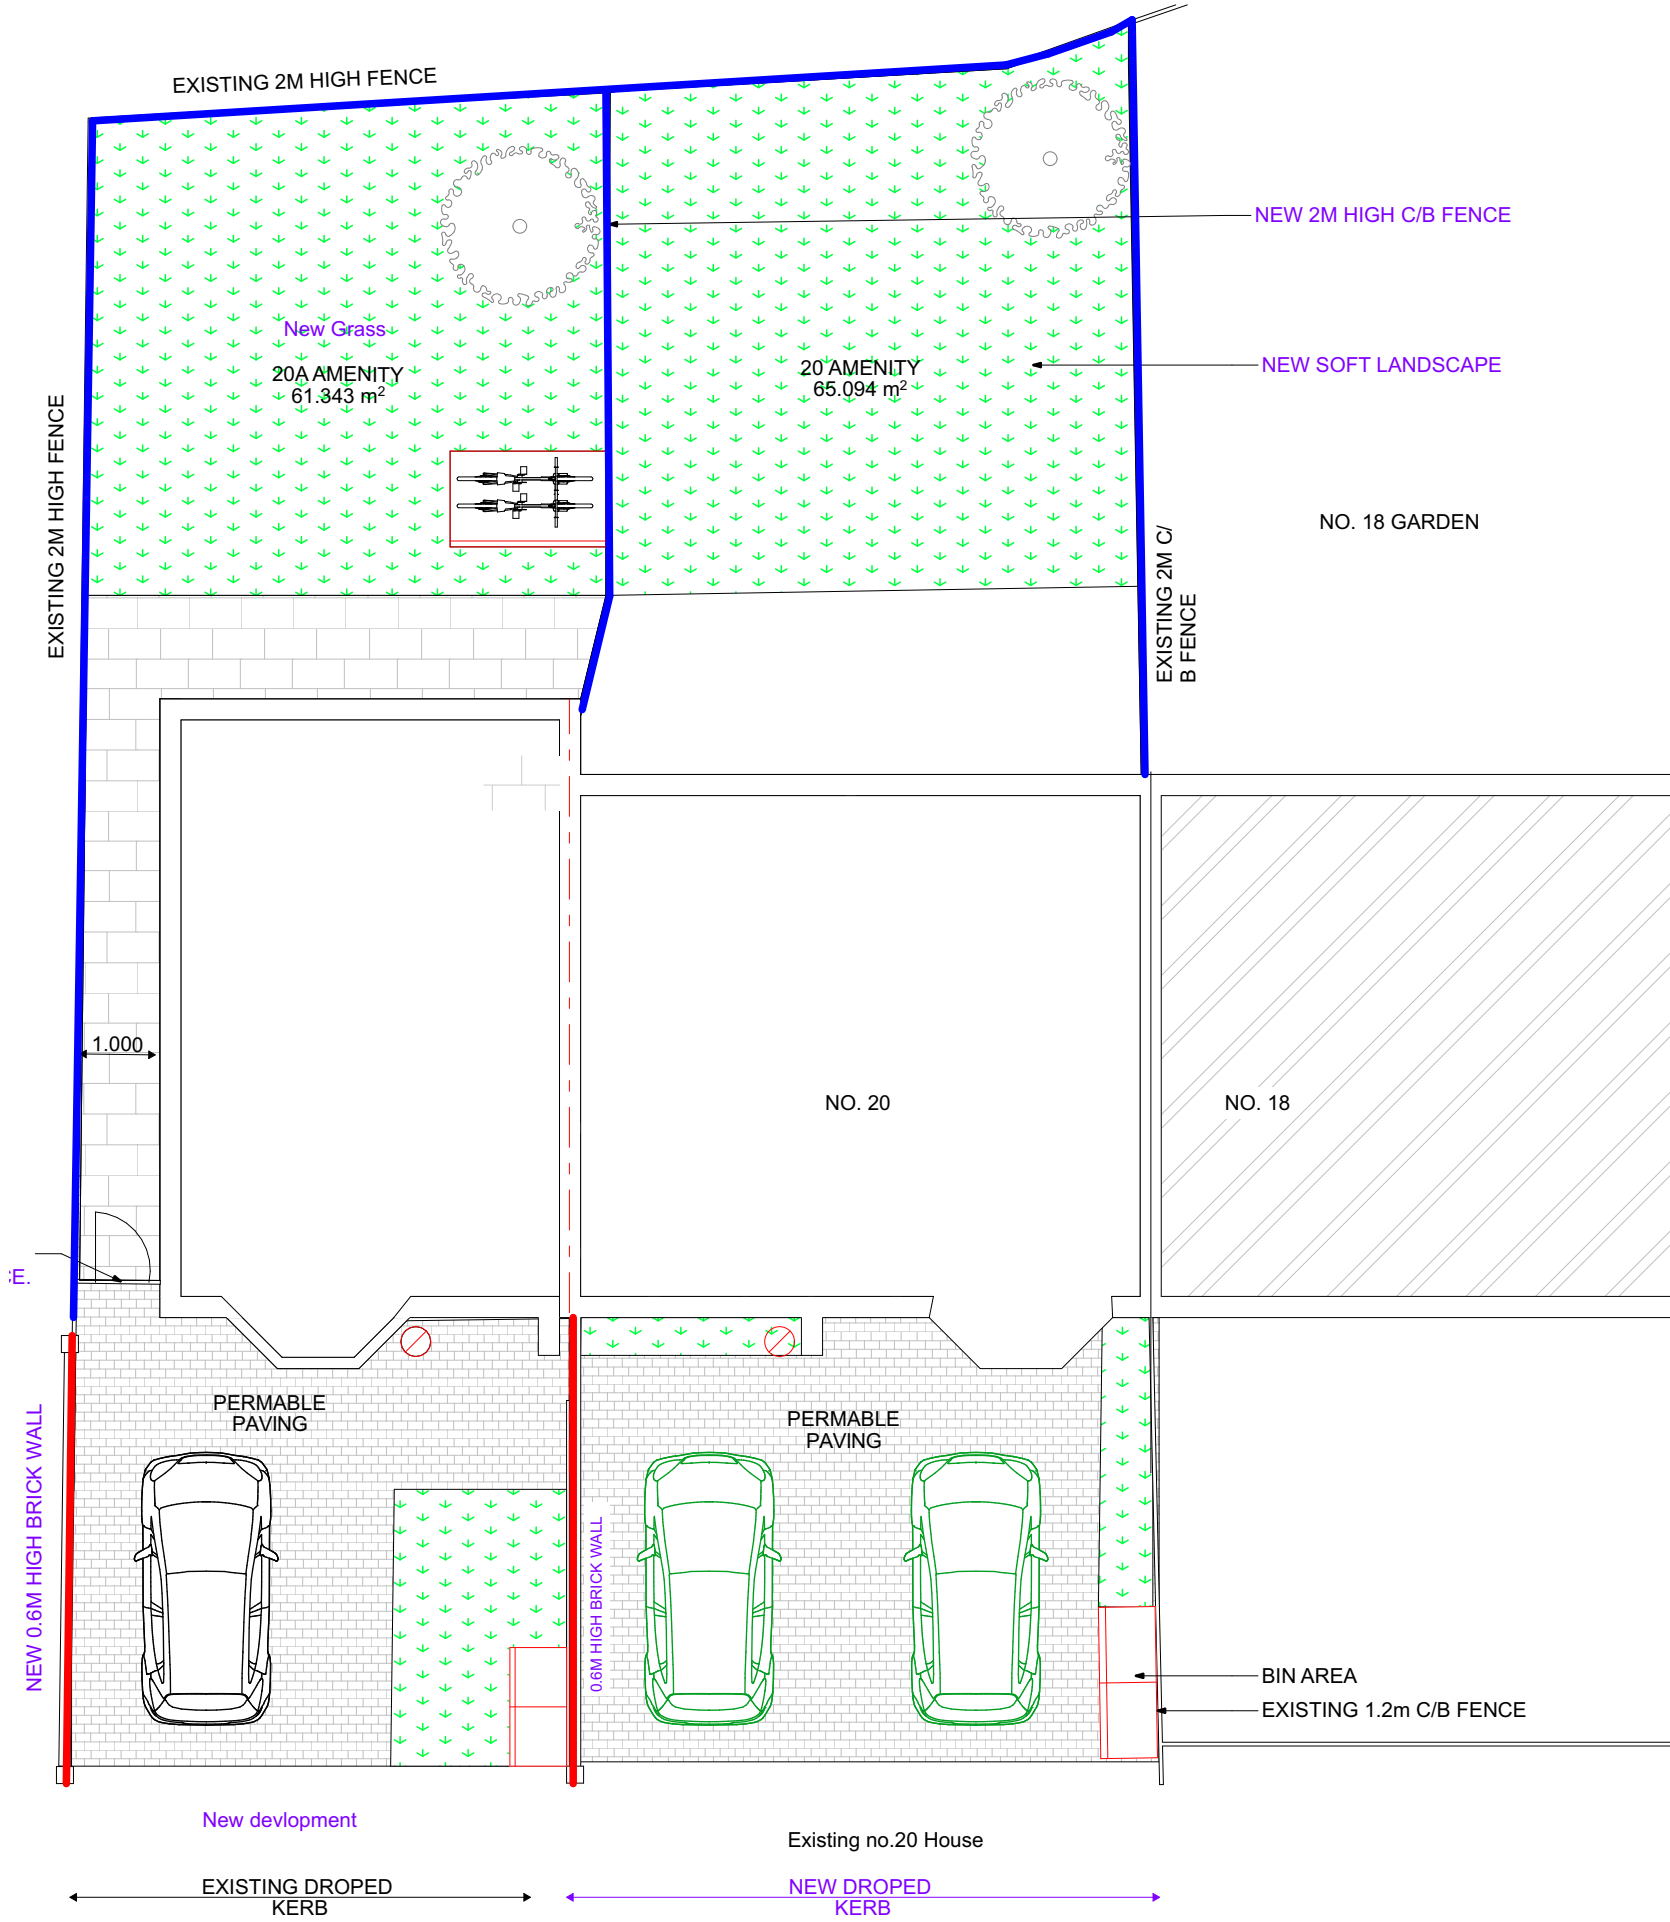 EXISTING 2M HIGH FENCE
NEW 2M HIGH C/B FENCE
New Grass
20A AMENITY
61.343 m²
20 AMENITY
65.094 m²
NEW SOFT LANDSCAPE
EXISTING 2M HIGH FENCE
NO. 18 GARDEN
EXISTING 2M C/
B FENCE
1.000
NO. 20
NO. 18
PERMABLE
PAVING
PERMABLE
PAVING
NEW 0.6M HIGH BRICK WALL
0.6M HIGH BRICK WALL
BIN AREA
EXISTING 1.2m C/B FENCE
New devlopment
Existing no.20 House
EXISTING DROPED
KERB
NEW DROPED
KERB